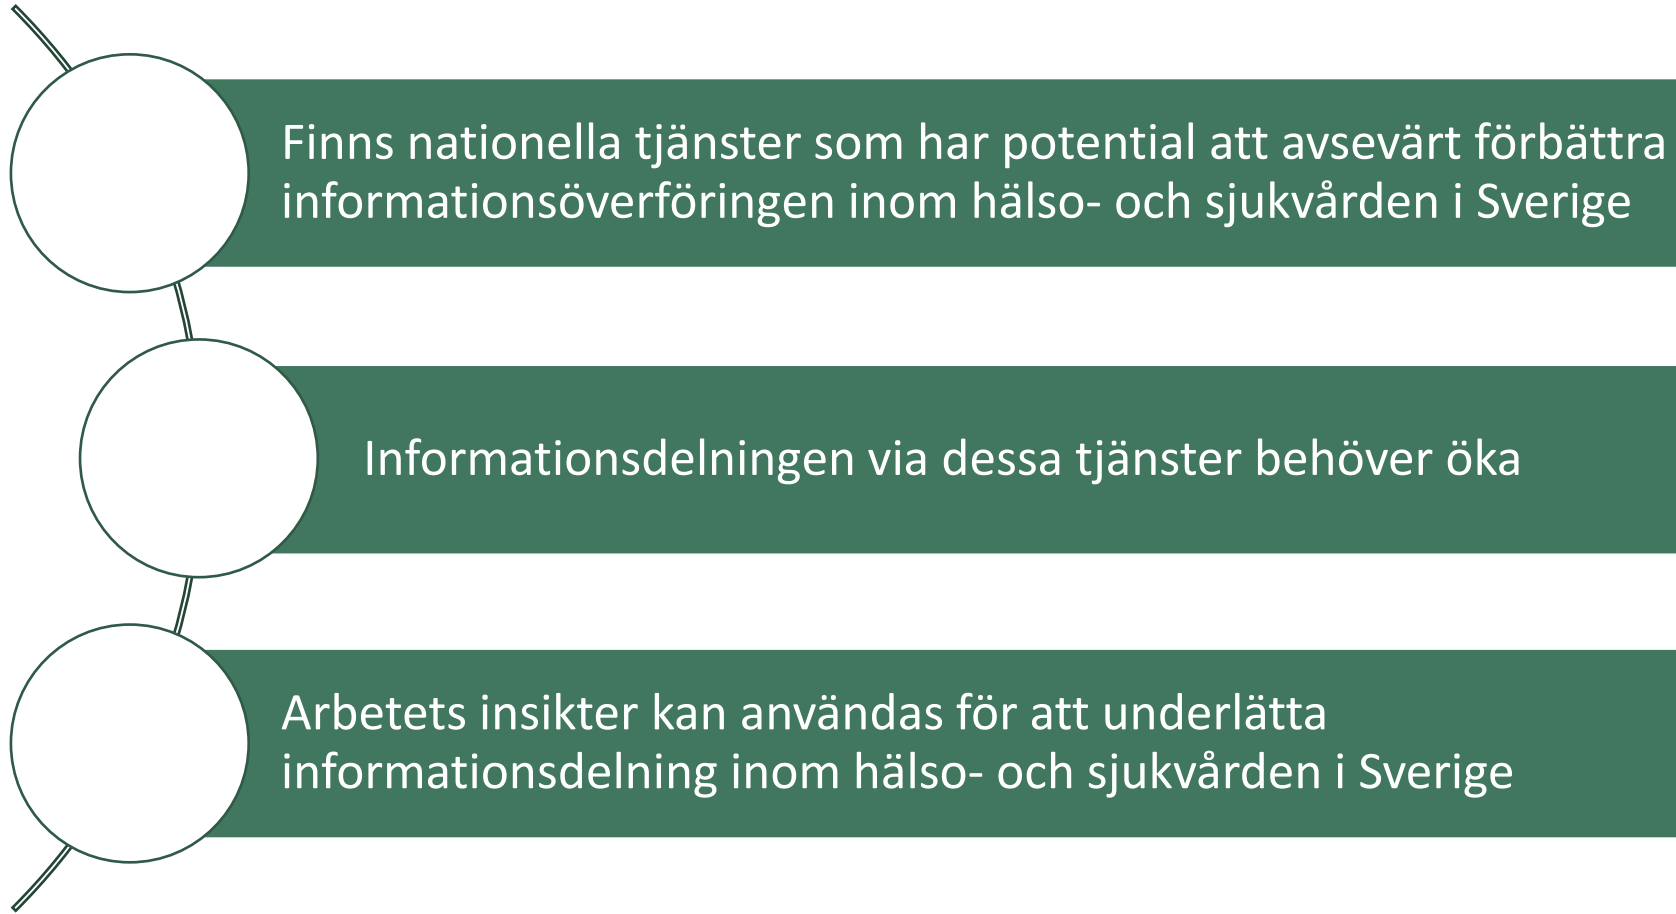 Finns nationella tjänster som har potential att avsevärt förbättra
informationsöverföringen inom hälso- och sjukvården i Sverige
Informationsdelningen via dessa tjänster behöver öka
Arbetets insikter kan användas för att underlätta
informationsdelning inom hälso- och sjukvården i Sverige